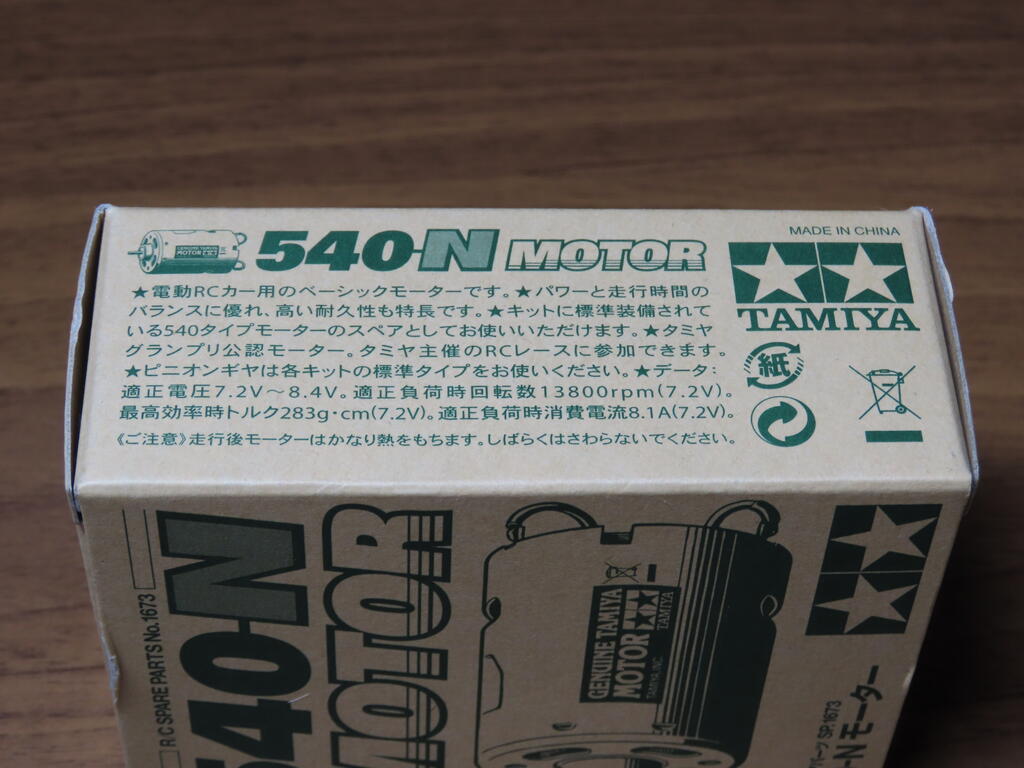 540-N MOTOR
MADE IN CHINA
TAMIYA
★電動RCカー用のベーシックモーターです。★パワーと走行時間の
バランスに優れ、高い耐久性も特長です。★キットに標準装備されて
いる540タイプモーターのスペアとしてお使いいただけます。★タミヤ
グランプリ公認モーター。タミヤ主催のRCレースに参加できます。
★ピニオンギヤは各キットの標準タイプをお使いください。★データ:
適正電圧7.2V～8.4V。適正負荷時回転数13800rpm(7.2V)。
最高効率時トルク283g・cm(7.2V)。適正負荷時消費電流8.1A(7.2V)。
《ご注意》走行後モーターはかなり熱をもちます。しばらくはさわらないでください。
紙
RC SPARE PARTS No.1673
540-N
MOTOR
GENUINE TAMIYA
MOTOR
TAMIYA
TAMIYA, INC.
パーツ SP.1673
-Nモーター